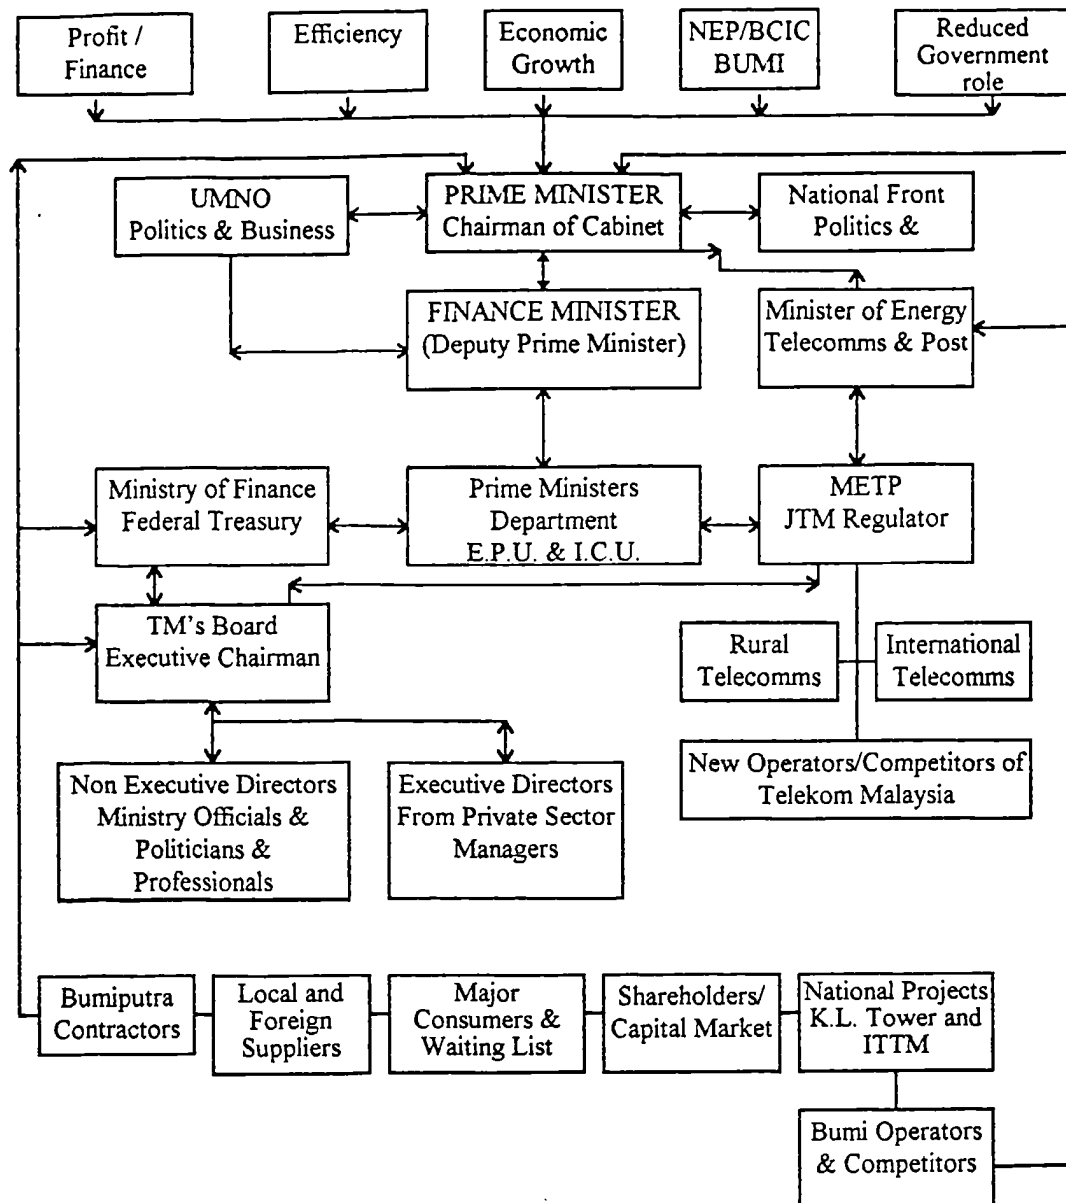 Profit /
Finance
Efficiency
Economic
Growth
NEP/BCIC
BUMI
Reduced
Government
role
UMNO
Politics & Business
PRIME MINISTER
Chairman of Cabinet
National Front
Politics &
FINANCE MINISTER
(Deputy Prime Minister)
Minister of Energy
Telecomms & Post
Ministry of Finance
Federal Treasury
Prime Ministers
Department
E.P.U. & I.C.U.
METP
JTM Regulator
TM's Board
Executive Chairman
Rural
Telecomms
International
Telecomms
Non Executive Directors
Ministry Officials &
Politicians &
Professionals
Executive Directors
From Private Sector
Managers
New Operators/Competitors of
Telekom Malaysia
Bumiputra
Contractors
Local and
Foreign
Suppliers
Major
Consumers &
Waiting List
Shareholders/
Capital Market
National Projects
K.L. Tower and
ITTM
Bumi Operators
& Competitors